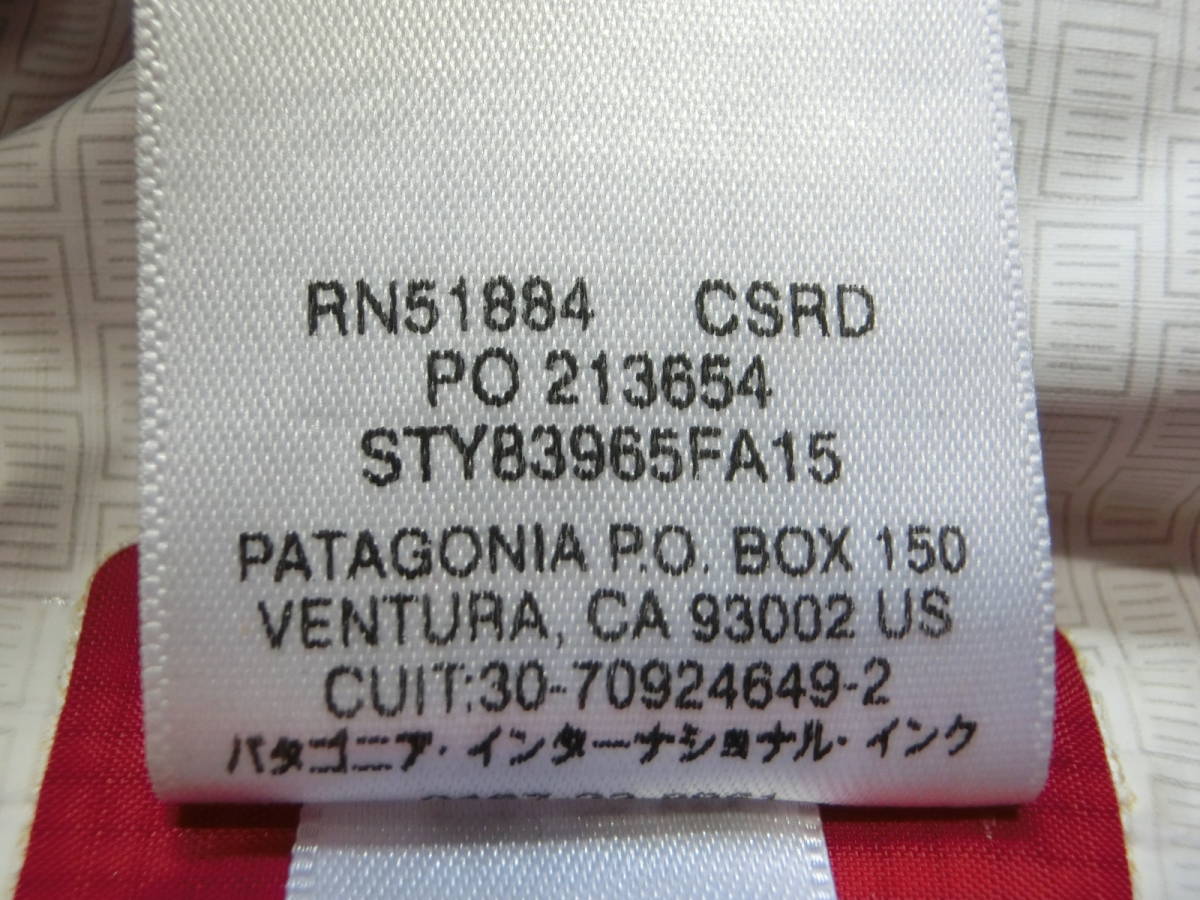 RN51884 CSRD
PO 213654
STY83965FA15
PATAGONIA P.O. BOX 150
VENTURA, CA 93002 US
CUIT:30-70924649-2
パタゴニア・インターナショナル・インク